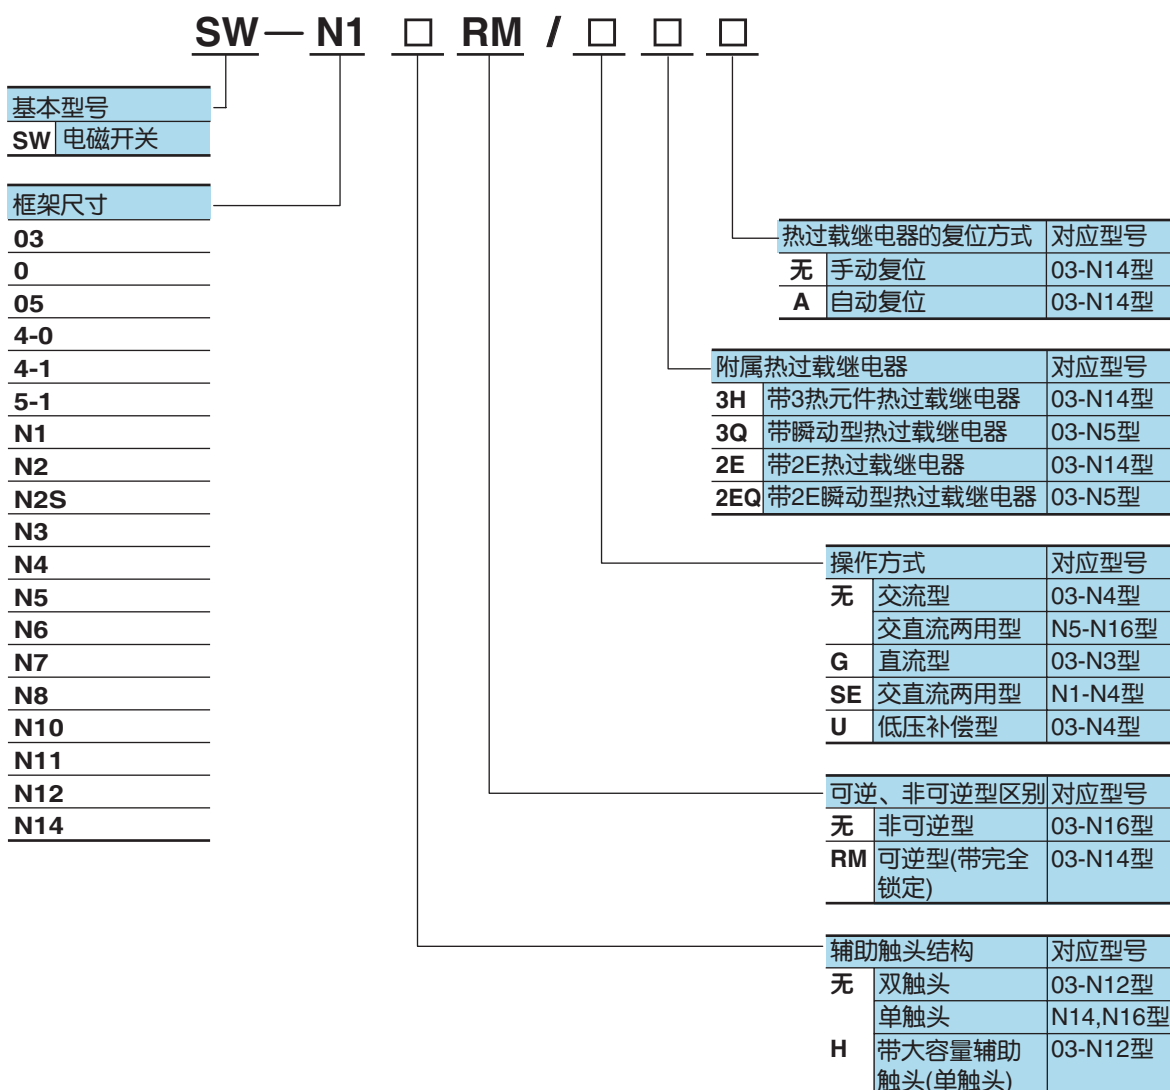 SW — N1 □ RM / □ □ □
基本型号
SW 电磁开关
框架尺寸
03
0
05
4-0
4-1
5-1
N1
N2
N2S
N3
N4
N5
N6
N7
N8
N10
N11
N12
N14
热过载继电器的复位方式 对应型号
无 手动复位 03-N14型
A 自动复位 03-N14型
附属热过载继电器 对应型号
3H 带3热元件热过载继电器 03-N14型
3Q 带瞬动型热过载继电器 03-N5型
2E 带2E热过载继电器 03-N14型
2EQ 带2E瞬动型热过载继电器 03-N5型
操作方式 对应型号
无 交流型 03-N4型
交直流两用型 N5-N16型
G 直流型 03-N3型
SE 交直流两用型 N1-N4型
U 低压补偿型 03-N4型
可逆、非可逆型区别 对应型号
无 非可逆型 03-N16型
RM 可逆型(带完全 03-N14型
锁定)
辅助触头结构 对应型号
无 双触头 03-N12型
单触头 N14,N16型
H 带大容量辅助 03-N12型
触头(单触头)